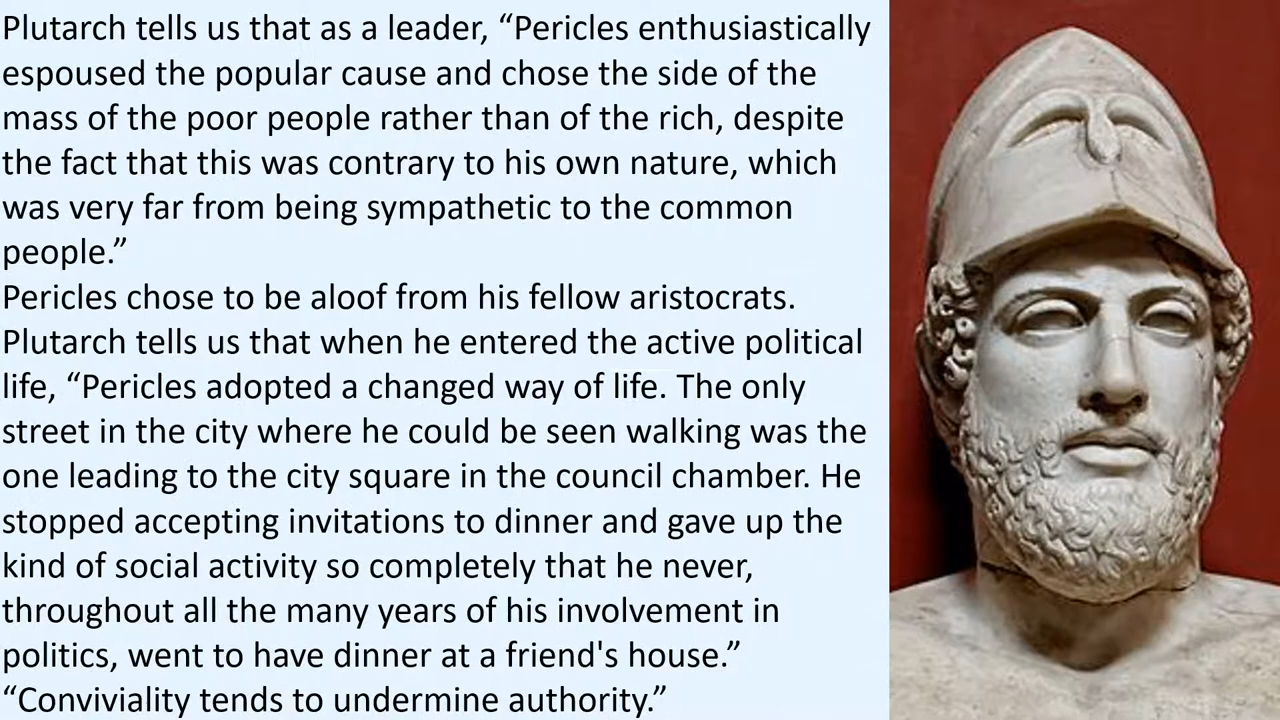 Plutarch tells us that as a leader, “Pericles enthusiastically
espoused the popular cause and chose the side of the
mass of the poor people rather than of the rich, despite
the fact that this was contrary to his own nature, which
was very far from being sympathetic to the common
people.”
Pericles chose to be aloof from his fellow aristocrats.
Plutarch tells us that when he entered the active political
life, “Pericles adopted a changed way of life. The only
street in the city where he could be seen walking was the
one leading to the city square in the council chamber. He
stopped accepting invitations to dinner and gave up the
kind of social activity so completely that he never,
throughout all the many years of his involvement in
politics, went to have dinner at a friend's house.”
“Conviviality tends to undermine authority.”